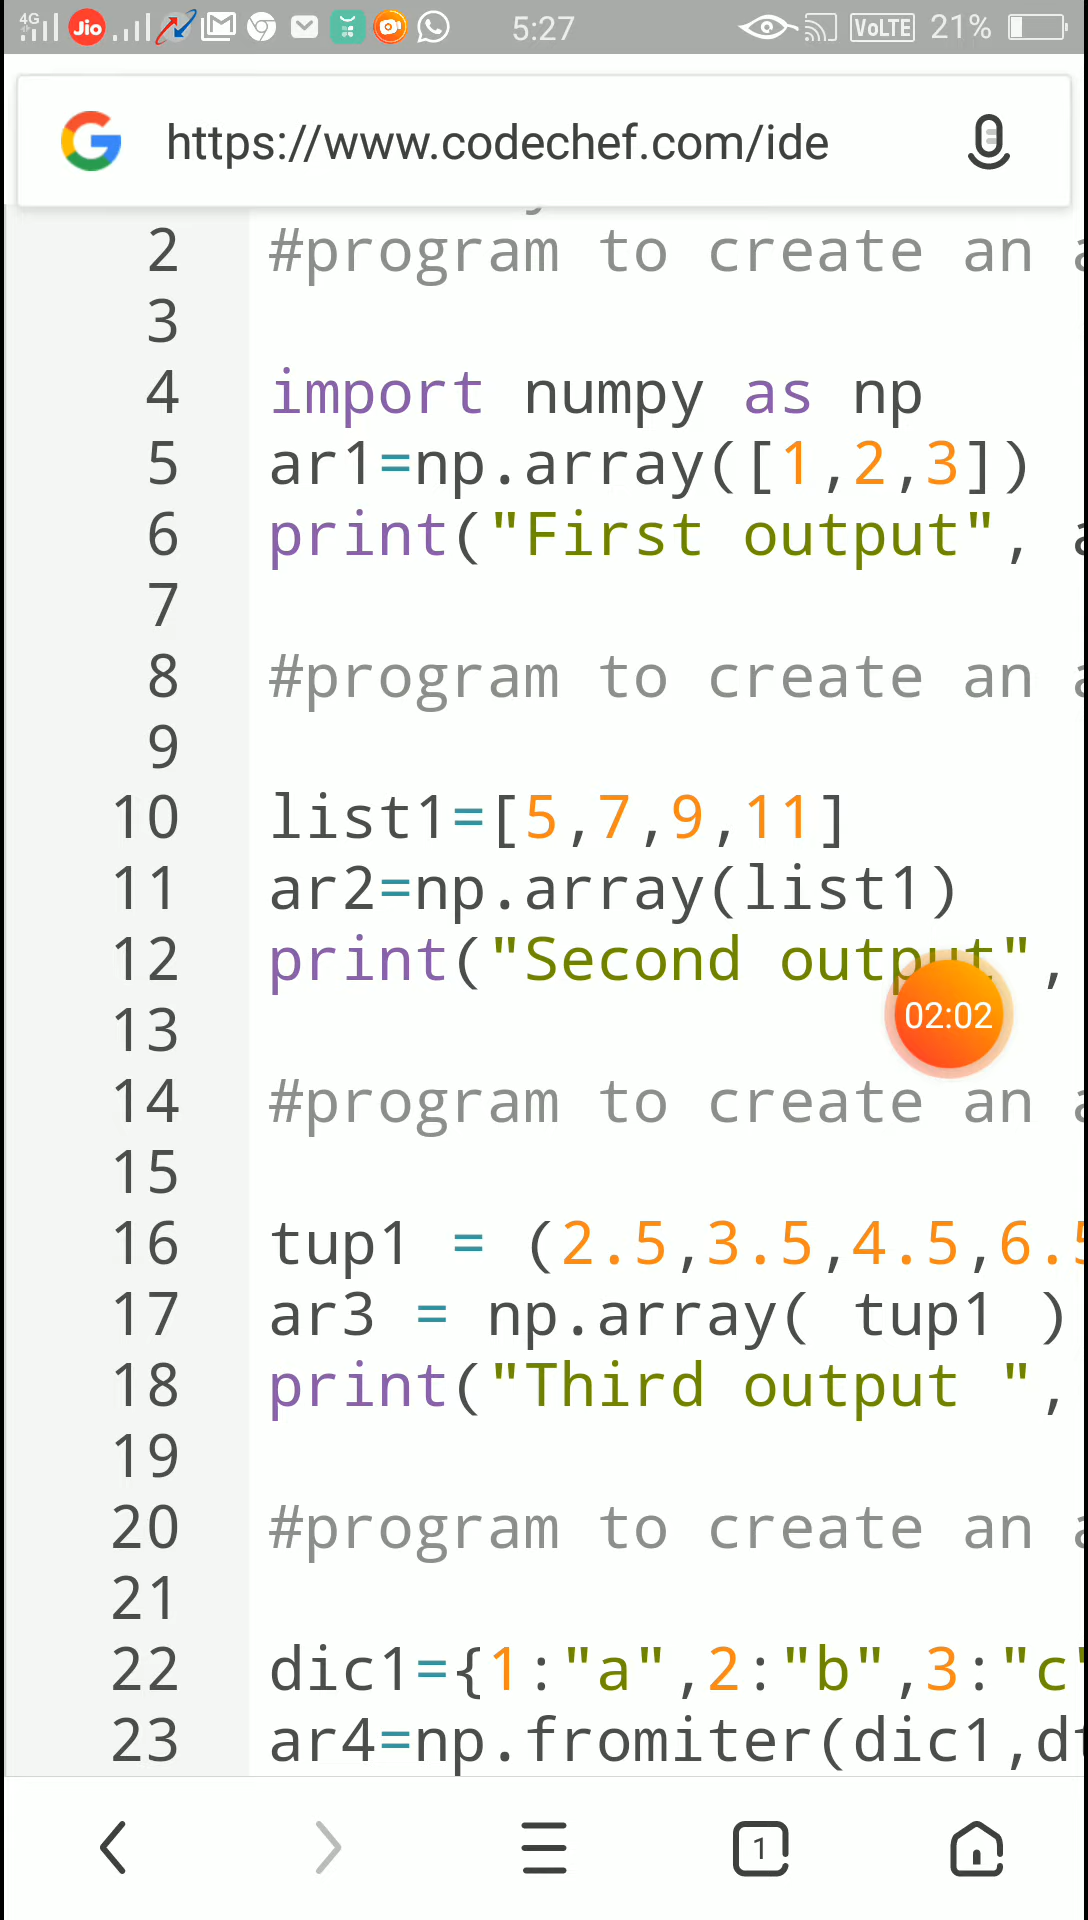 4G Jio 5:27 VoLTE 21%
https://www.codechef.com/ide
2 #program to create an
3
4 import numpy as np
5 ar1=np.array([1,2,3])
6 print("First output",
7
8 #program to create an
9
10 list1=[5,7,9,11]
11 ar2=np.array(list1)
12 print("Second output",
02:02
13
14 #program to create an
15
16 tup1 = (2.5,3.5,4.5,6.5
17 ar3 = np.array( tup1 )
18 print("Third output ",
19
20 #program to create an
21
22 dic1={1:"a",2:"b",3:"c"
23 ar4=np.fromiter(dic1,
1